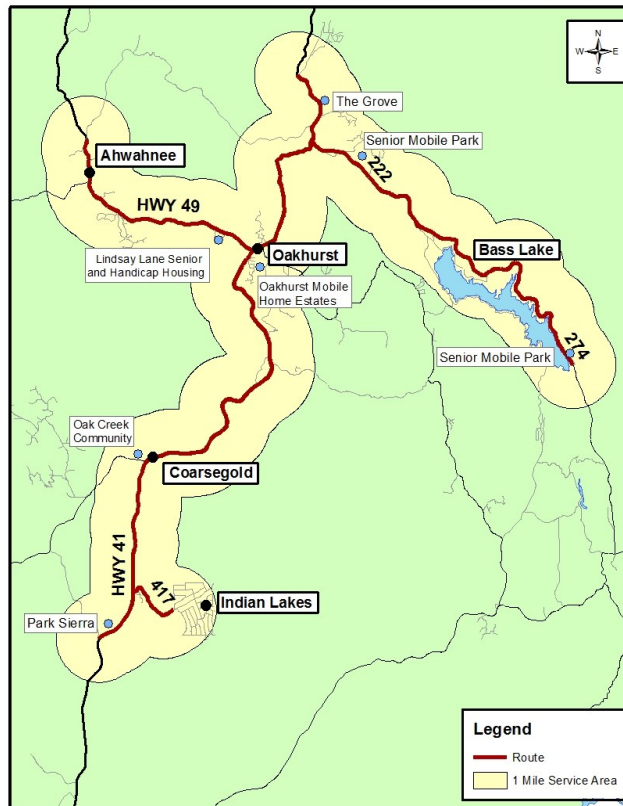 N
W E
S
The Grove
Senior Mobile Park
222
Ahwahnee
HWY 49
Lindsay Lane Senior
and Handicap Housing
Oakhurst
Oakhurst Mobile
Home Estates
Bass Lake
274
Senior Mobile Park
Oak Creek
Community
Coarsegold
HWY 41
417
Indian Lakes
Park Sierra
Legend
Route
1 Mile Service Area